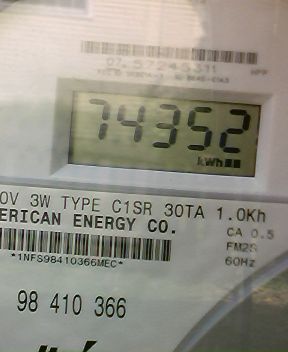 74352
kWh
0V 3W TYPE C1SR 30TA 1.0Kh
ERICAN ENERGY CO.
CA 0.5
FM2S
60Hz
*1NFS98410366MEC*
98 410 366